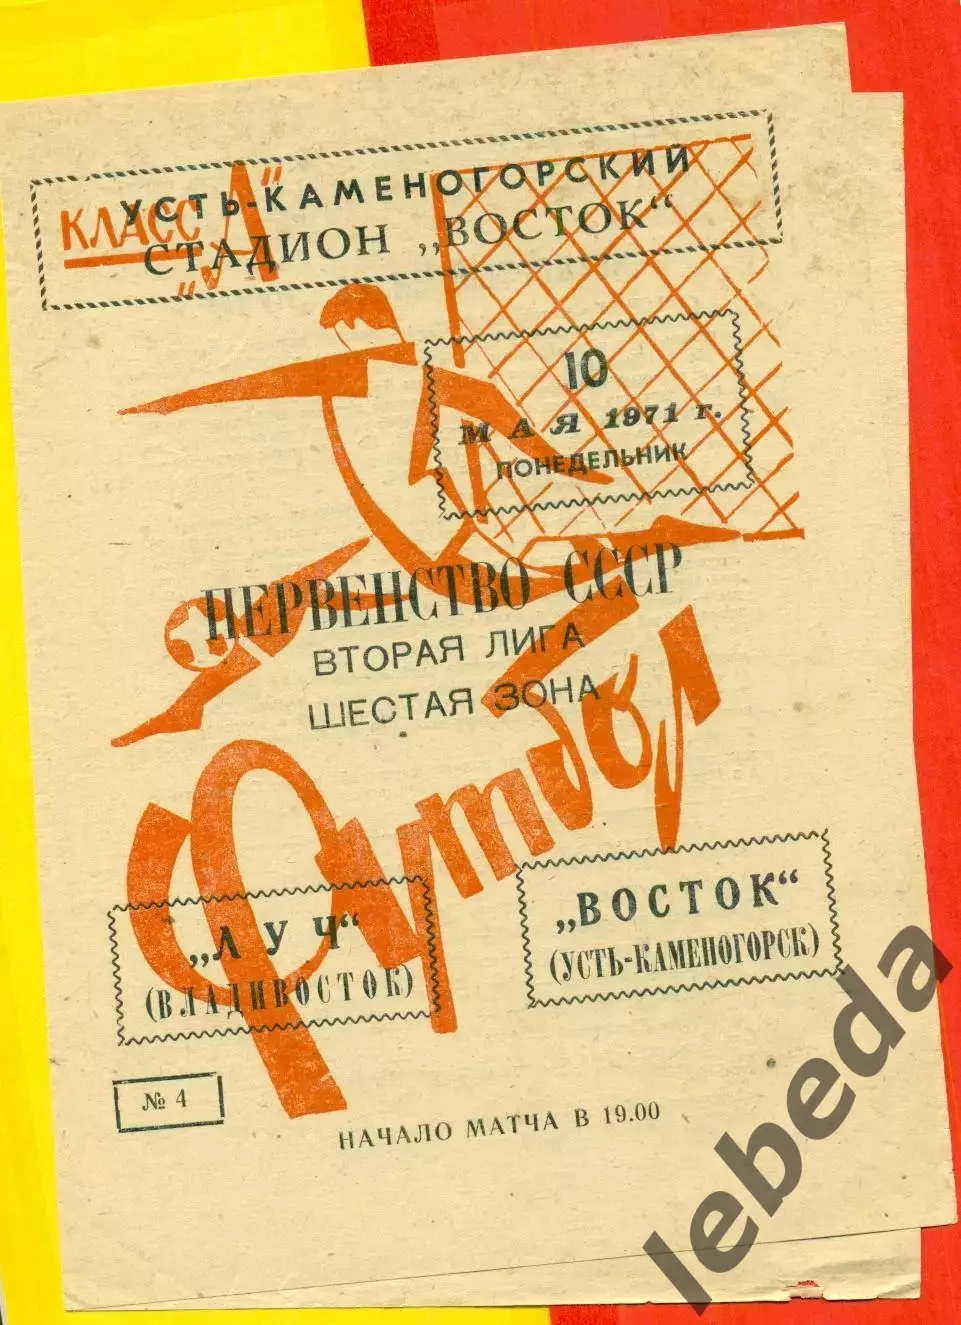 УСТЬ-КАМЕНОГОРСКИЙ
КЛАСС „А“
СТАДИОН „ВОСТОК“
10
МАЯ 1971 г.
ПОНЕДЕЛЬНИК
ПЕРВЕНСТВО СССР
ВТОРАЯ ЛИГА
ШЕСТАЯ ЗОНА
Футбол
„ЛУЧ“
(ВЛАДИВОСТОК)
„ВОСТОК“
(УСТЬ-КАМЕНОГОРСК)
№ 4
НАЧАЛО МАТЧА В 19.00
lebeda